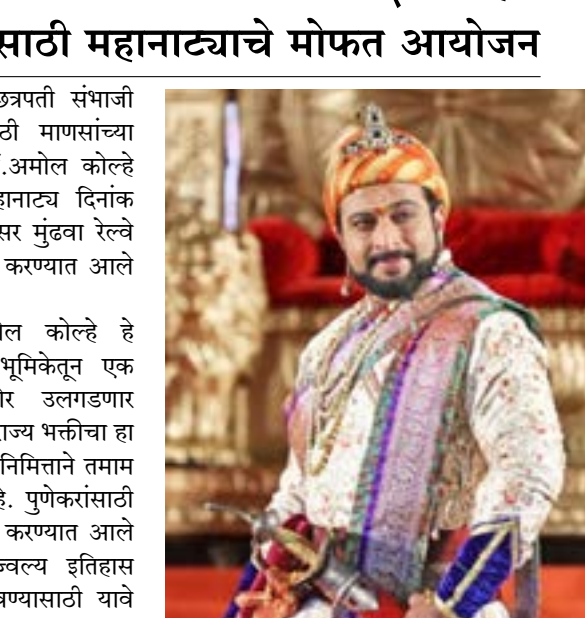 साठी महानाट्याचे मोफत आयोजन
छत्रपती संभाजी
ठी माणसांच्या
.अमोल कोल्हे
हानाट्य दिनांक
सर मुंढवा रेल्वे
करण्यात आले
ल कोल्हे हे
भूमिकेतून एक
र उलगडणार
राज्य भक्तीचा हा
निमित्ताने तमाम
हे. पुणेकरांसाठी
करण्यात आले
ज्वल्य इतिहास
ण्यासाठी यावे